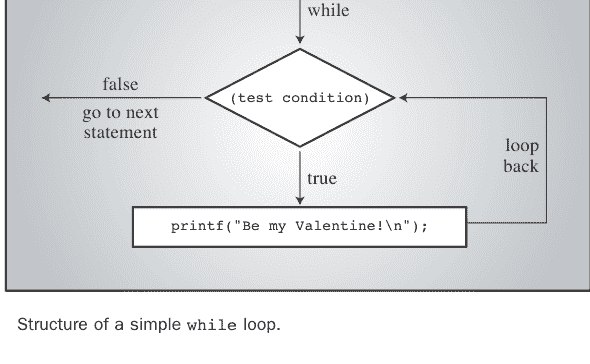 while
false
(test condition)
go to next
statement
loop
back
true
printf("Be my Valentine!\n");
Structure of a simple while loop.